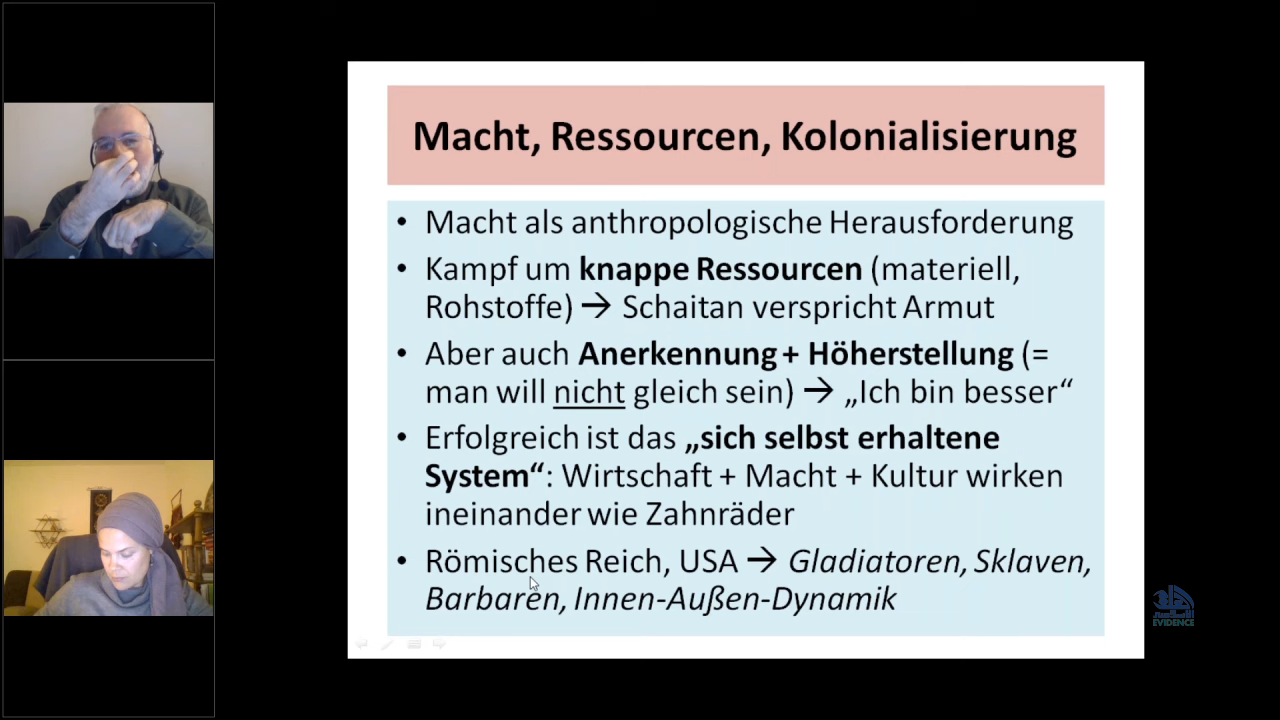 Macht, Ressourcen, Kolonialisierung
• Macht als anthropologische Herausforderung
• Kampf um knappe Ressourcen (materiell,
Rohstoffe) → Schaitan verspricht Armut
• Aber auch Anerkennung + Höherstellung (=
man will nicht gleich sein) → „Ich bin besser“
• Erfolgreich ist das „sich selbst erhaltene
System“: Wirtschaft + Macht + Kultur wirken
ineinander wie Zahnräder
• Römisches Reich, USA → Gladiatoren, Sklaven,
Barbaren, Innen-Außen-Dynamik
EVIDENCE